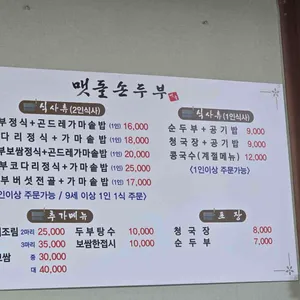 맷돌손두부
식사류(2인식사)
부정식+곤드레가마솥밥(1인) 16,000
다리정식+가마솥밥(1인) 18,000
부보쌈정식+곤드레솥밥(1인) 20,000
부코다리정식+가마솥밥(1인) 25,000
부버섯전골+가마솥밥(1인) 17,000
인이상 주문가능 / 9세 이상 1인 1식 주문)
식사류(1인식사)
순두부+공기밥 9,000
청국장+공기밥 9,000
콩국수(계절메뉴) 12,000
(1인이상 주문가능)
추가메뉴
조림 2마리 25,000 두부탕수 10,000
3마리 35,000 보쌈한접시 10,000
보쌈 중 30,000
대 40,000
포장
청국장 8,000
순두부 7,000